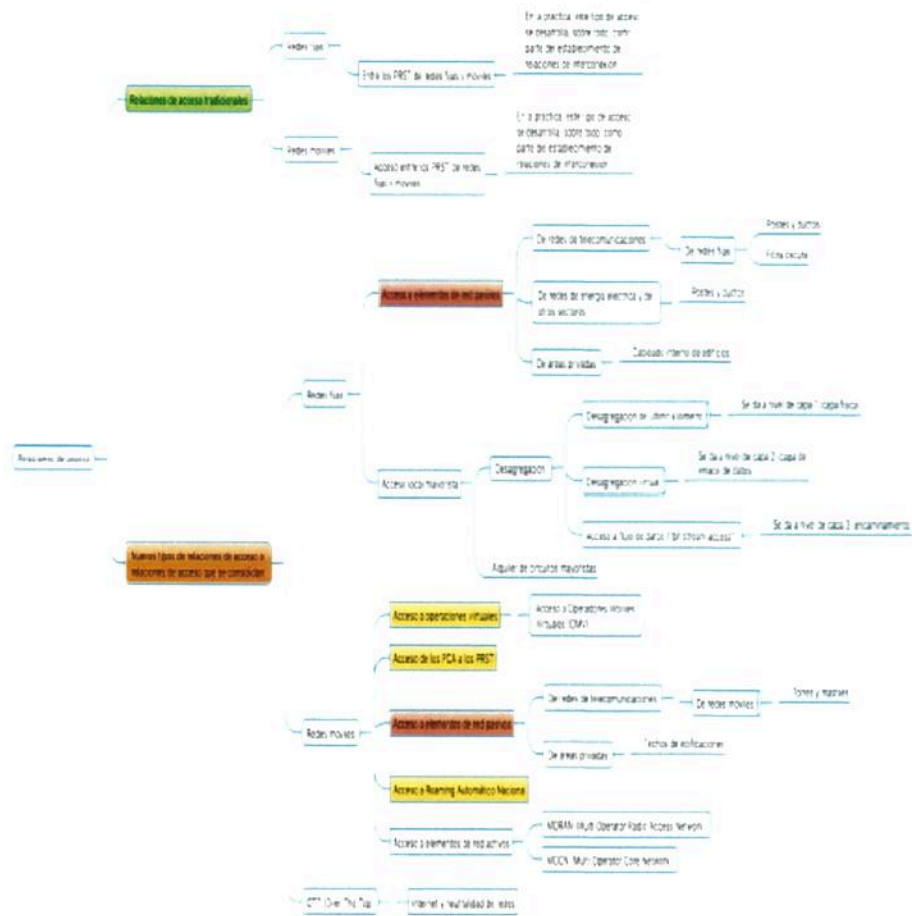 Redes fijas
En la práctica, este tipo de acceso
se desarrolla, sobre todo, como
parte del establecimiento de
relaciones de interconexión
Entre los PRST de redes fijas y móviles
Relaciones de acceso tradicionales
Redes móviles
En la práctica, este tipo de acceso
se desarrolla, sobre todo, como
parte del establecimiento de
relaciones de interconexión
Acceso entre los PRST de redes
fijas y móviles
Acceso a elementos de red pasivos
De redes de telecomunicaciones
De redes fijas
Postes y ductos
Fibra oscura
De redes de energía eléctrica y de
otros sectores
Postes y ductos
De áreas privadas
Cableado interno de edificios
Redes fijas
Relaciones de acceso
Acceso local mayorista
Desagregación
Desagregación de último kilómetro
Se da a nivel de capa 1: capa física
Desagregación virtual
Se da a nivel de capa 2: capa de
enlace de datos
Acceso a flujo de datos ("bit stream access")
Se da a nivel de capa 3: encaminamiento
Alquiler de circuitos mayoristas
Nuevos tipos de relaciones de acceso o
relaciones de acceso que se consolidan
Acceso a operaciones virtuales
Acceso a Operadores Móviles
Virtuales (OMV)
Acceso de los PCA a los PRST
Redes móviles
Acceso a elementos de red pasivos
De redes de telecomunicaciones
De redes móviles
Torres y mástiles
De áreas privadas
Techos de edificaciones
Acceso a Roaming Automático Nacional
Acceso a elementos de red activos
MORAN (Multi Operator Radio Access Network)
MOCN (Multi Operator Core Network)
OTT (Over The Top)
Internet y neutralidad de redes